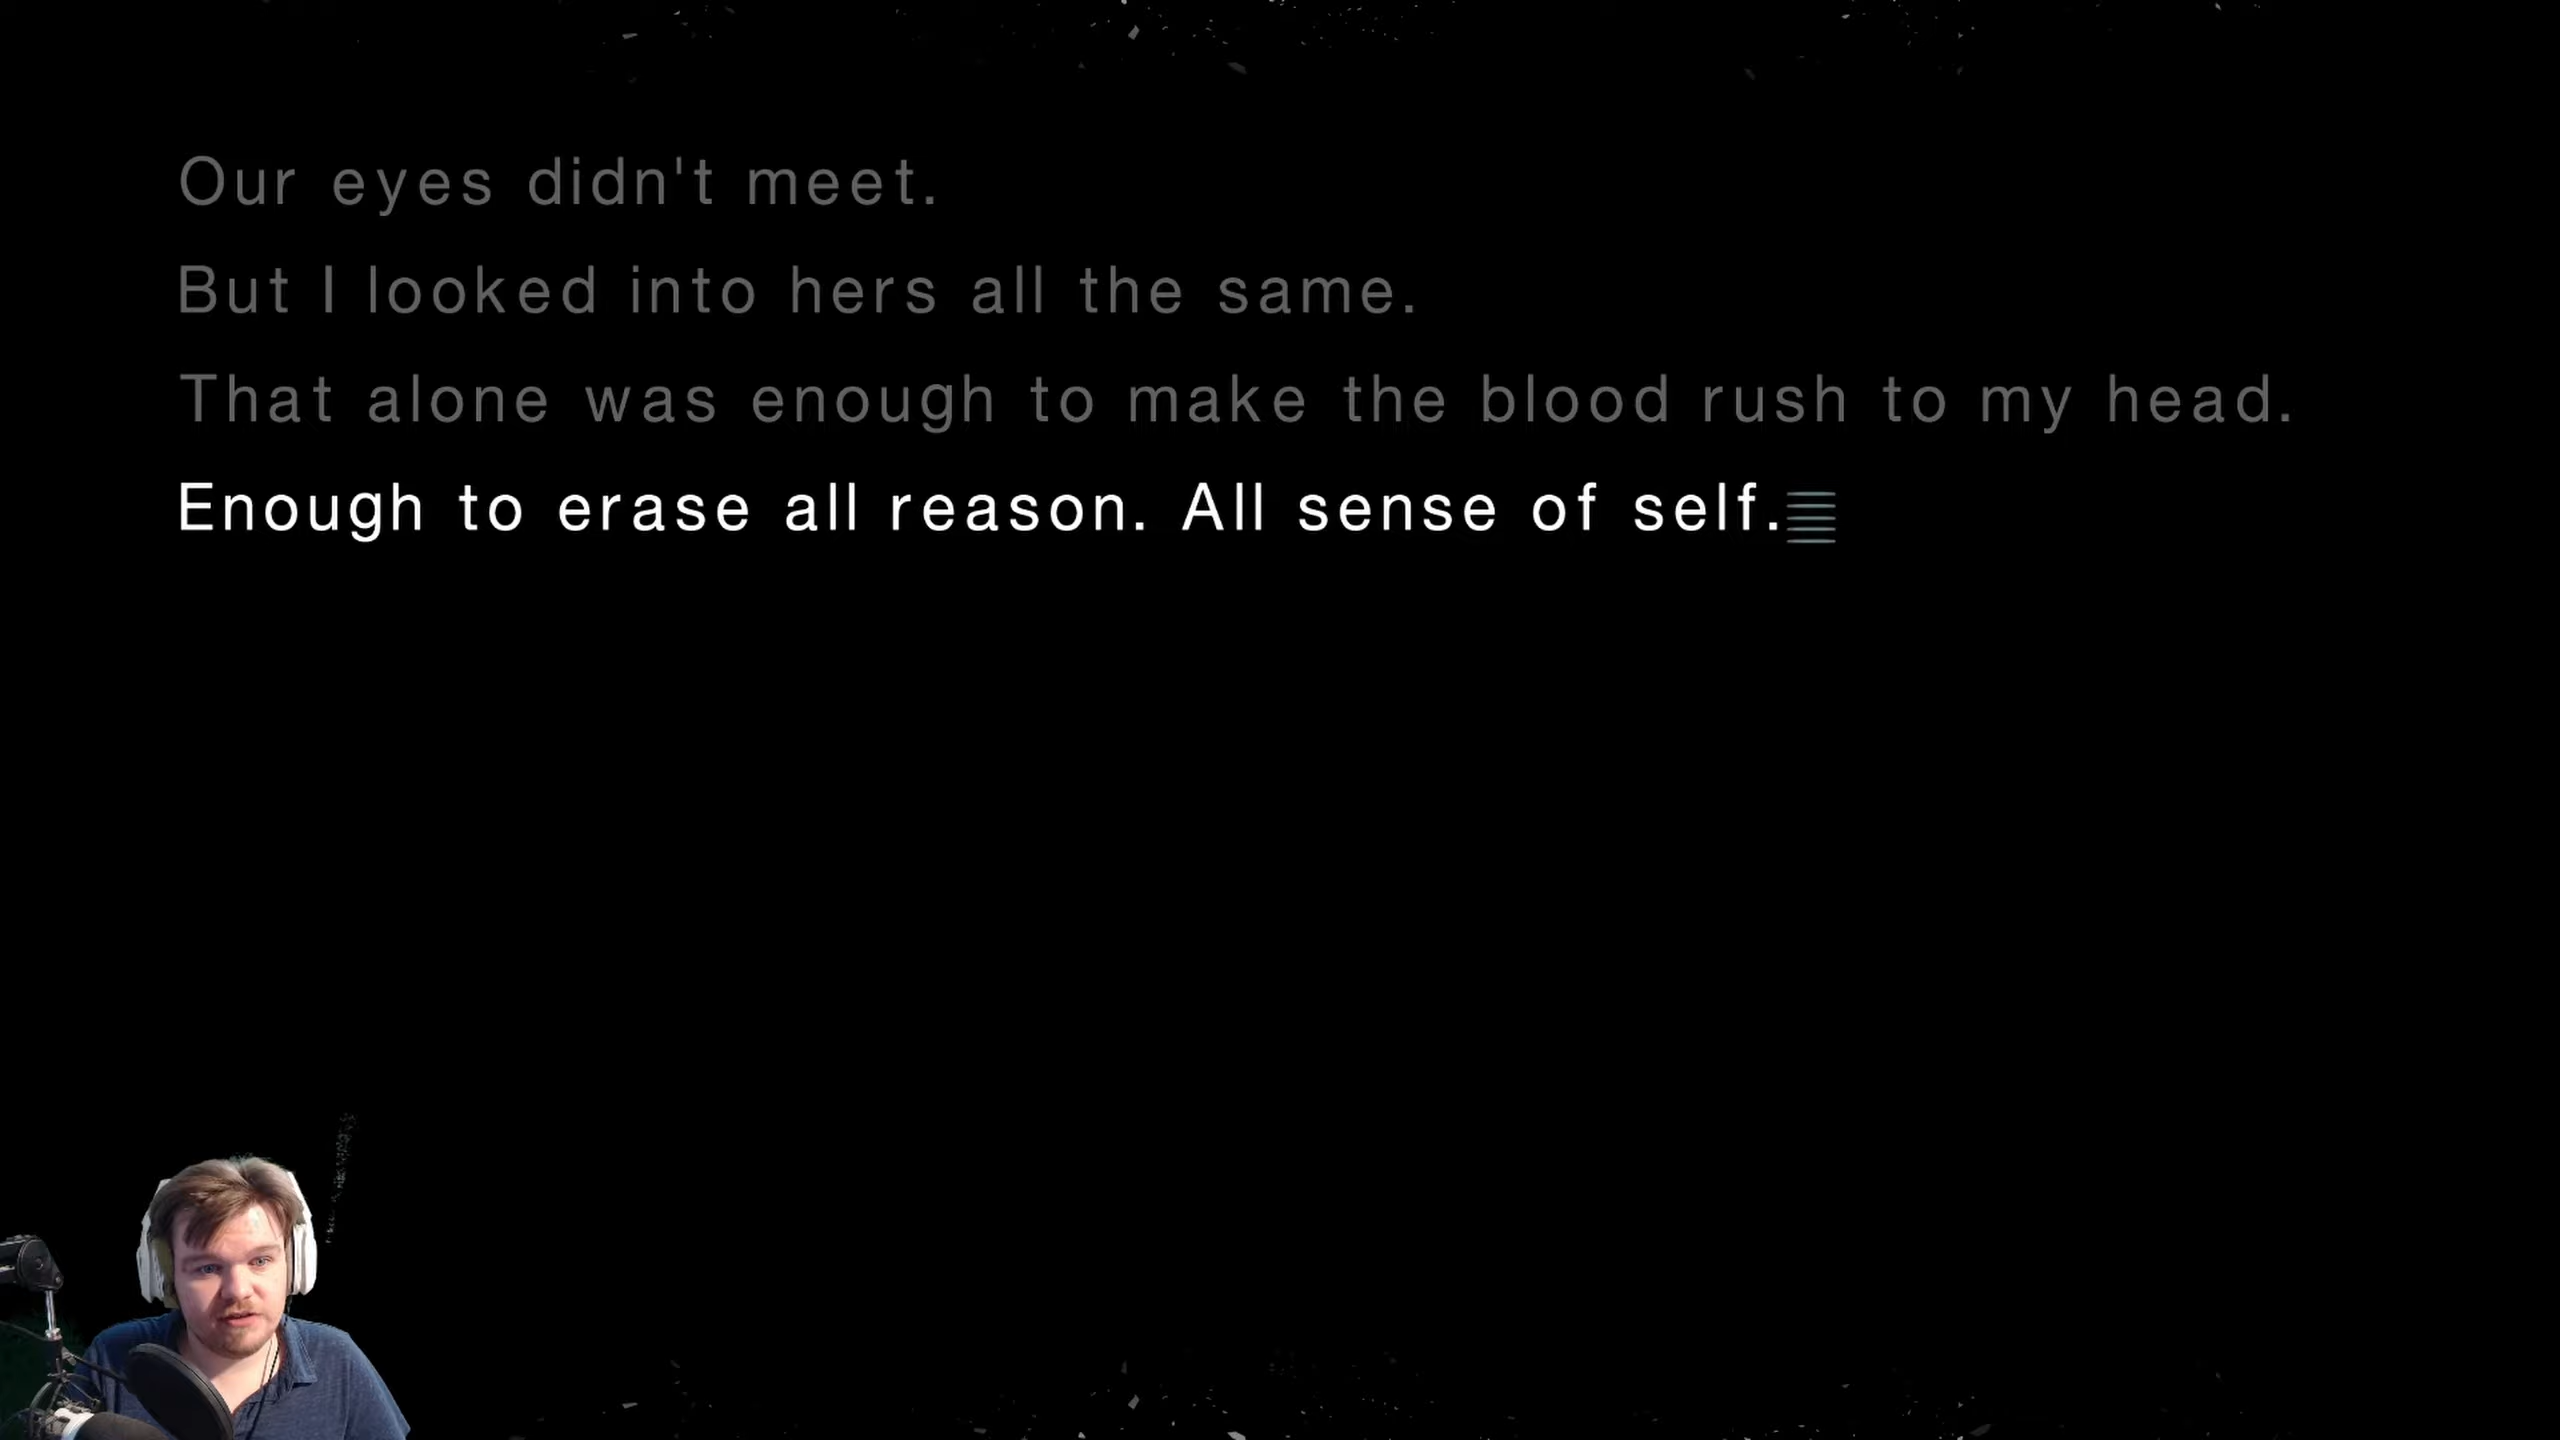 Our eyes didn't meet.
But I looked into hers all the same.
That alone was enough to make the blood rush to my head.
Enough to erase all reason. All sense of self.